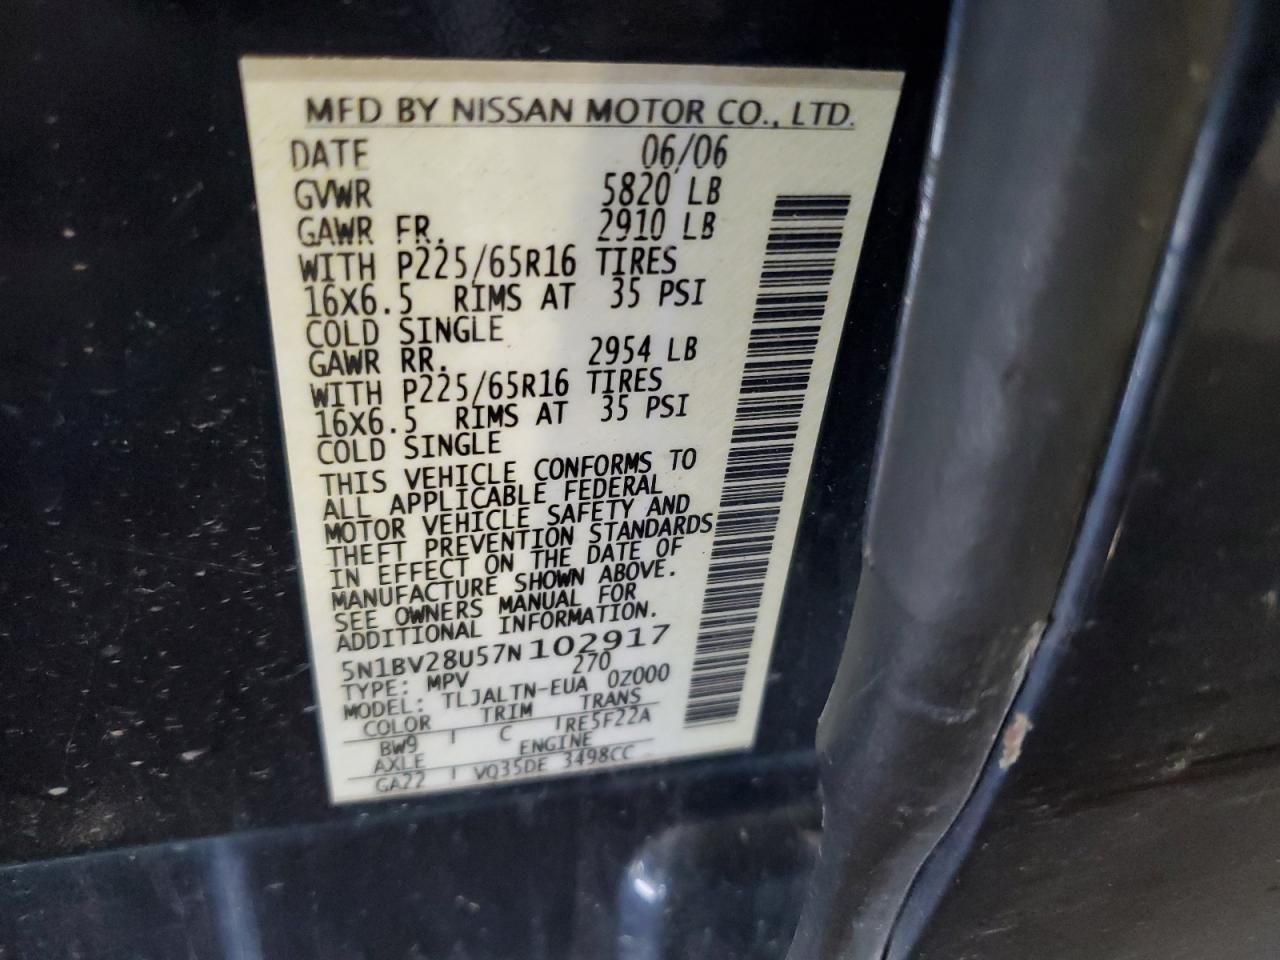 MFD BY NISSAN MOTOR CO., LTD.
DATE 06/06
GVWR 5820 LB
GAWR FR. 2910 LB
WITH P225/65R16 TIRES
16X6.5 RIMS AT 35 PSI
COLD SINGLE
GAWR RR. 2954 LB
WITH P225/65R16 TIRES
16X6.5 RIMS AT 35 PSI
COLD SINGLE
THIS VEHICLE CONFORMS TO
ALL APPLICABLE FEDERAL
MOTOR VEHICLE SAFETY AND
THEFT PREVENTION STANDARDS
IN EFFECT ON THE DATE OF
MANUFACTURE SHOWN ABOVE.
SEE OWNERS MANUAL FOR
ADDITIONAL INFORMATION.
5N1BV28U57N102917
TYPE: MPV 270
MODEL: TLJALTN-EUA 0Z000
COLOR TRIM TRANS
BW9 C RE5F22A
AXLE ENGINE
GA22 VQ35DE 3498CC